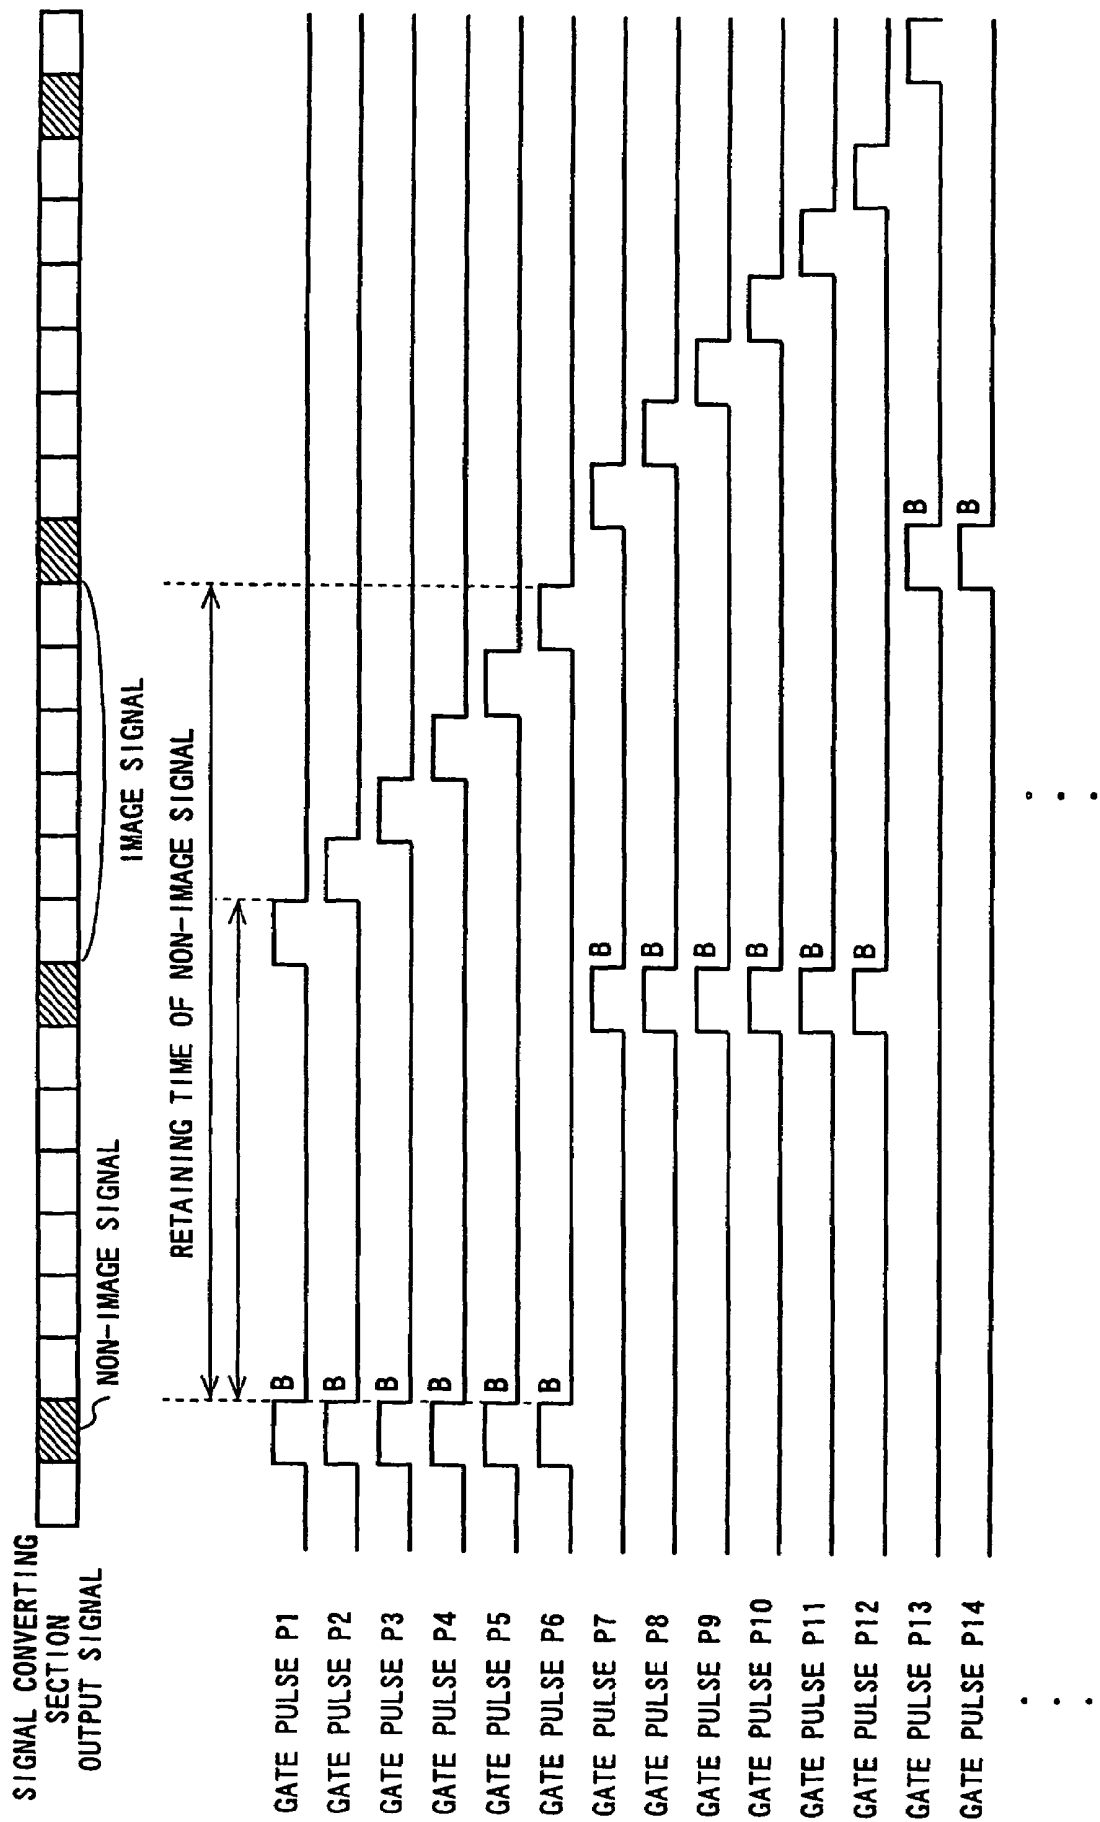 SIGNAL CONVERTING
SECTION
OUTPUT SIGNAL
NON-IMAGE SIGNAL
IMAGE SIGNAL
RETAINING TIME OF NON-IMAGE SIGNAL
GATE PULSE P1
B
GATE PULSE P2
B
GATE PULSE P3
B
GATE PULSE P4
B
GATE PULSE P5
B
GATE PULSE P6
B
GATE PULSE P7
B
GATE PULSE P8
B
GATE PULSE P9
B
GATE PULSE P10
B
GATE PULSE P11
B
GATE PULSE P12
B
GATE PULSE P13
B
GATE PULSE P14
B